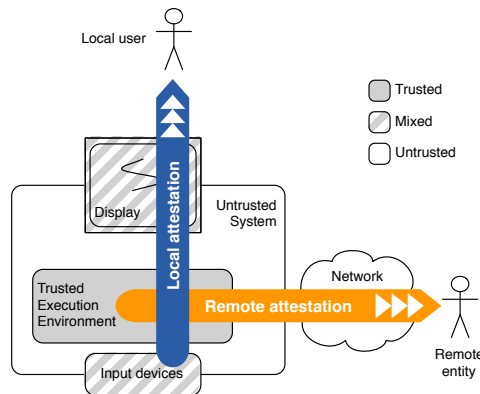 Local user
Trusted
Mixed
Untrusted
Display
Untrusted
System
Local attestation
Trusted
Execution
Environment
Remote attestation
Network
Input devices
Remote
entity